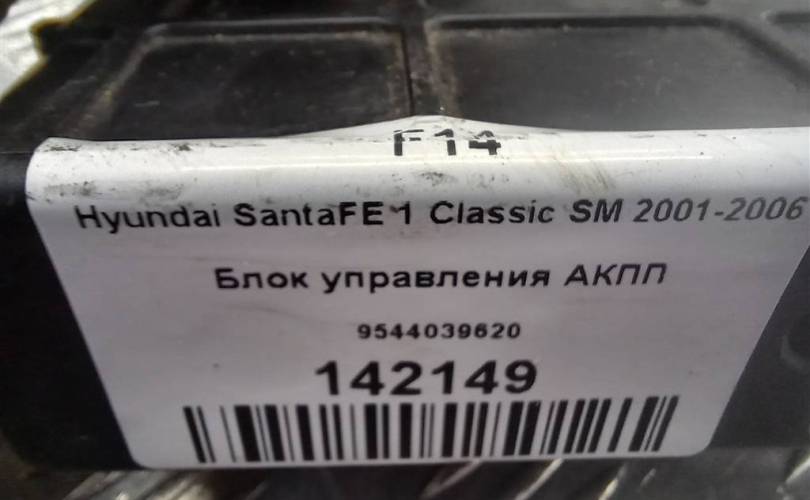 F14
Hyundai SantaFE 1 Classic SM 2001-2006
Блок управления АКПП
9544039620
142149